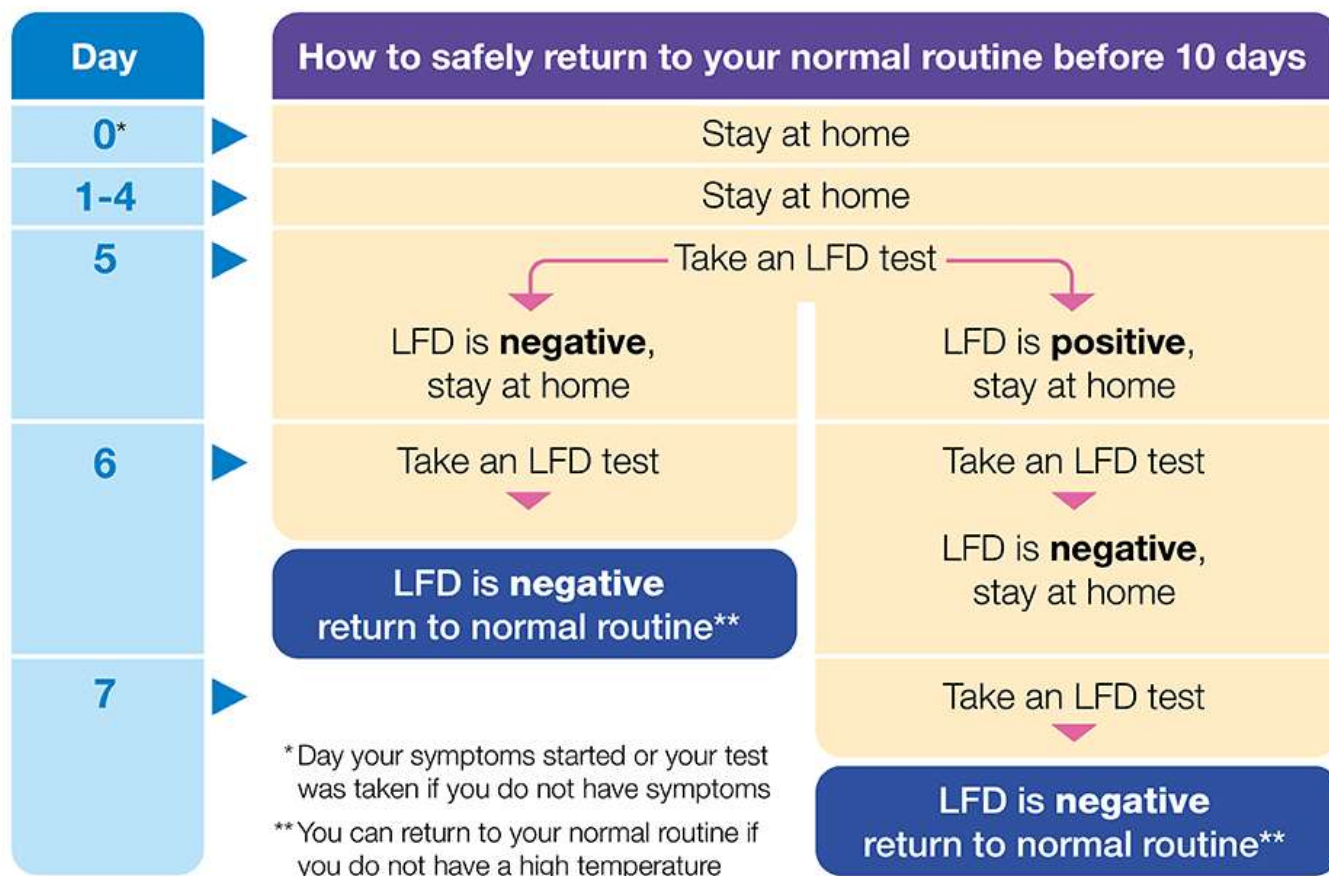 Day
How to safely return to your normal routine before 10 days
0*
Stay at home
1-4
Stay at home
5
Take an LFD test
LFD is negative,
stay at home
LFD is positive,
stay at home
6
Take an LFD test
LFD is negative
return to normal routine**
Take an LFD test
LFD is negative,
stay at home
7
Take an LFD test
LFD is negative
return to normal routine**
* Day your symptoms started or your test
was taken if you do not have symptoms
** You can return to your normal routine if
you do not have a high temperature